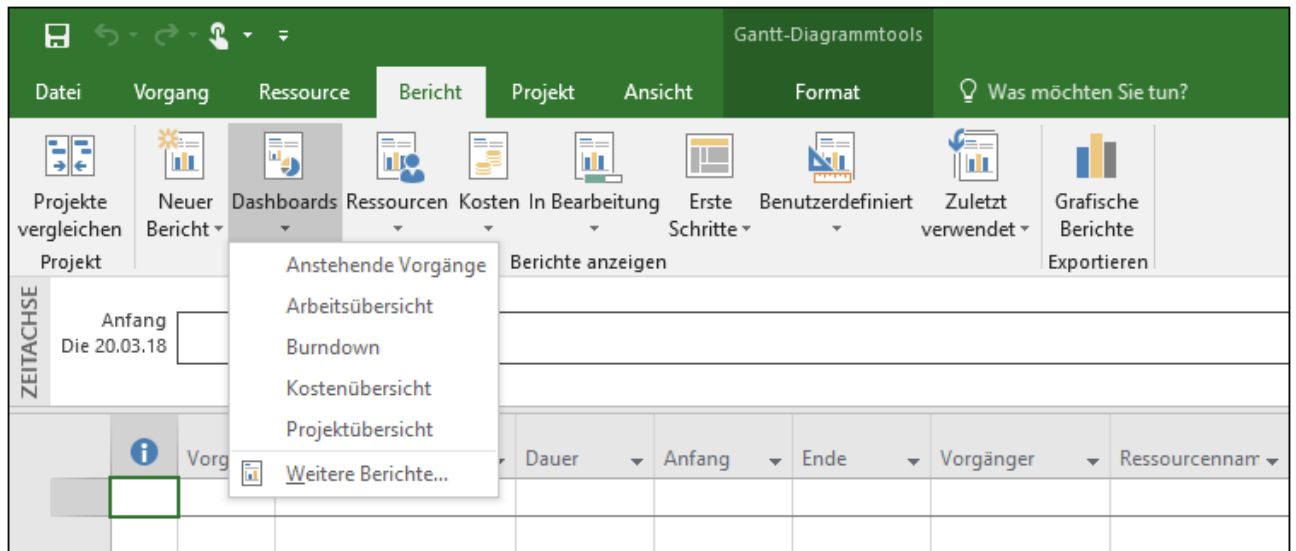 Gantt-Diagrammtools
Datei Vorgang Ressource Bericht Projekt Ansicht Format Was möchten Sie tun?
Projekte vergleichen
Neuer Bericht
Dashboards
Ressourcen
Kosten
In Bearbeitung
Erste Schritte
Benutzerdefiniert
Zuletzt verwendet
Grafische Berichte
Projekt
Berichte anzeigen
Exportieren
Anstehende Vorgänge
Arbeitsübersicht
Burndown
Kostenübersicht
Projektübersicht
Weitere Berichte...
ZEITACHSE
Anfang
Die 20.03.18
Vorg Dauer Anfang Ende Vorgänger Ressourcennam